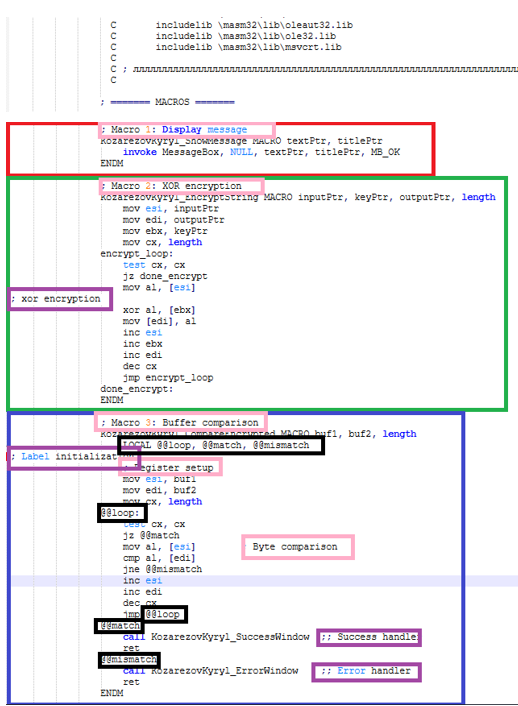 C includelib \masm32\lib\oleaut32.lib
C includelib \masm32\lib\ole32.lib
C includelib \masm32\lib\msvcrt.lib
C
C ;
C
; ======= MACROS =======
; Macro 1: Display message
KozarezovKyryl_ShowMessage MACRO textPtr, titlePtr
invoke MessageBox, NULL, textPtr, titlePtr, MB_OK
ENDM
; Macro 2: XOR encryption
KozarezovKyryl_EncryptString MACRO inputPtr, keyPtr, outputPtr, length
mov esi, inputPtr
mov edi, outputPtr
mov ebx, keyPtr
mov cx, length
encrypt_loop:
test cx, cx
jz done_encrypt
mov al, [esi]
; xor encryption
xor al, [ebx]
mov [edi], al
inc esi
inc ebx
inc edi
dec cx
jmp encrypt_loop
done_encrypt:
ENDM
; Macro 3: Buffer comparison
KozarezovKyryl_CompareEncrypted MACRO buf1, buf2, length
LOCAL @@loop, @@match, @@mismatch
; Label initializat
; Register setup
mov esi, buf1
mov edi, buf2
mov cx, length
@@loop:
test cx, cx
jz @@match
mov al, [esi] Byte comparison
cmp al, [edi]
jne @@mismatch
inc esi
inc edi
dec cx
jmp @@loop
@@match
call KozarezovKyryl_SuccessWindow ;; Success handler
ret
@@mismatch
call KozarezovKyryl_ErrorWindow ;; Error handler
ret
ENDM